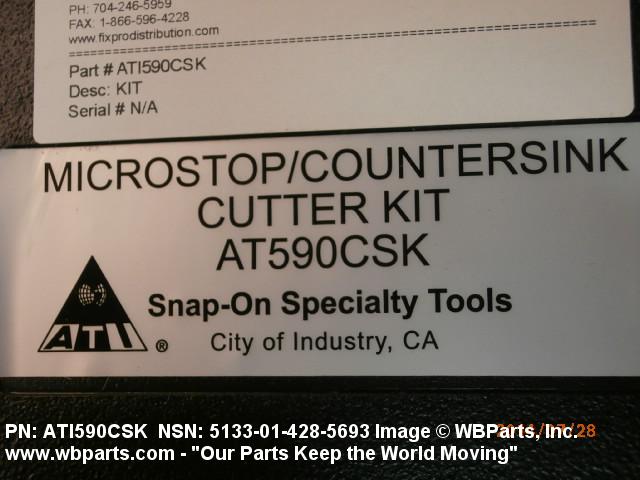 PH: 704-246-5959
FAX: 1-866-596-4228
www.fixprodistribution.com
Part # ATI590CSK
Desc: KIT
Serial # N/A
MICROSTOP/COUNTERSINK
CUTTER KIT
AT590CSK
Snap-On Specialty Tools
ATI ®
City of Industry, CA
PN: ATI590CSK NSN: 5133-01-428-5693 Image © WBParts, Inc.
www.wbparts.com - "Our Parts Keep the World Moving"